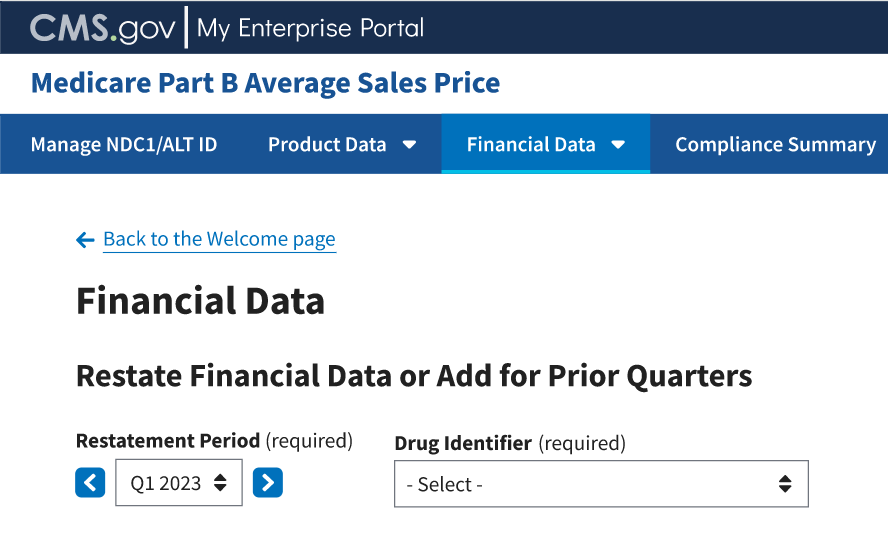 CMS.gov | My Enterprise Portal
Medicare Part B Average Sales Price
Manage NDC1/ALT ID Product Data Financial Data Compliance Summary
Back to the Welcome page
Financial Data
Restate Financial Data or Add for Prior Quarters
Restatement Period (required) Drug Identifier (required)
Q1 2023 - Select -